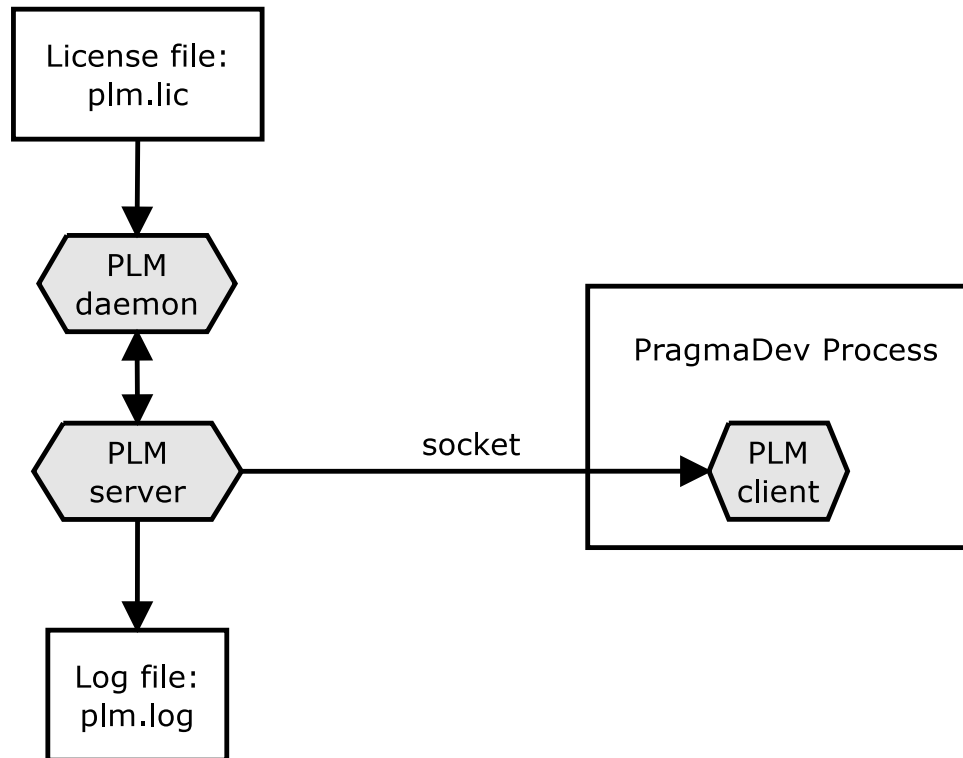 License file:
plm.lic
PLM
daemon
PragmaDev Process
PLM
server
socket
PLM
client
Log file:
plm.log